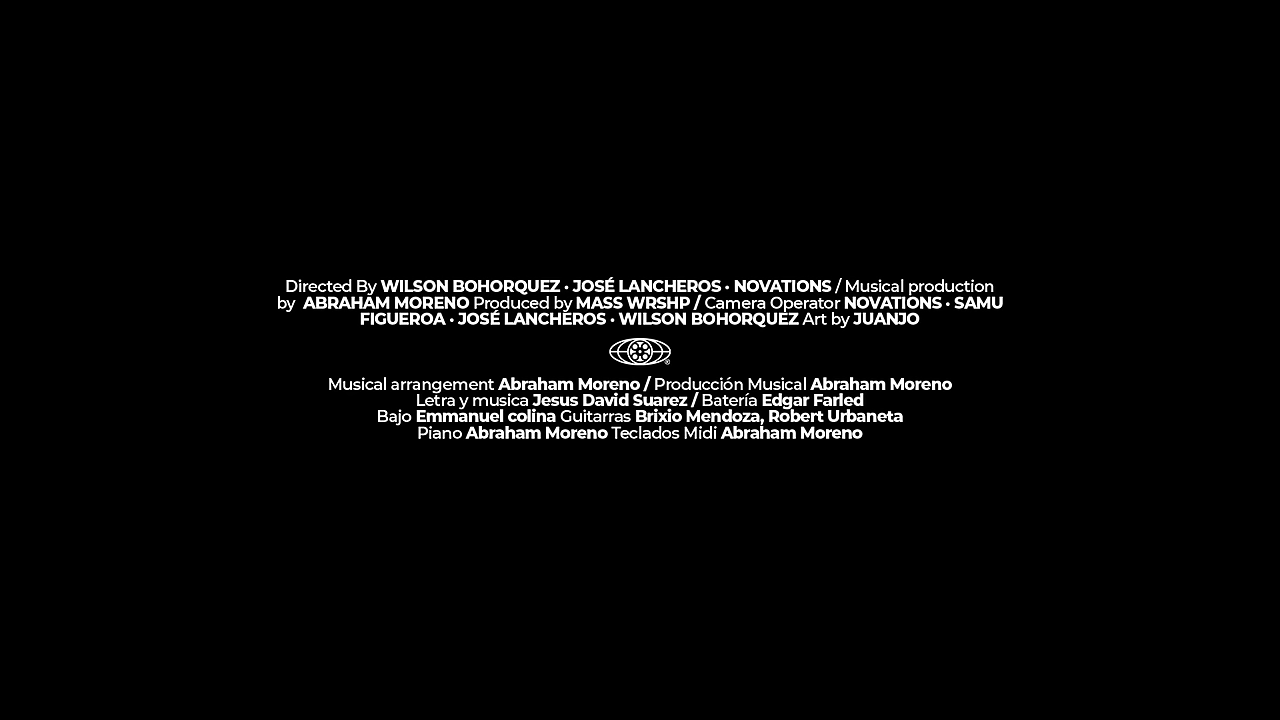 Directed By WILSON BOHORQUEZ · JOSÉ LANCHEROS · NOVATIONS / Musical production
by ABRAHAM MORENO Produced by MASS WRSHP / Camera Operator NOVATIONS · SAMU
FIGUEROA · JOSÉ LANCHEROS · WILSON BOHORQUEZ Art by JUANJO
®
Musical arrangement Abraham Moreno / Producción Musical Abraham Moreno
Letra y musica Jesus David Suarez / Batería Edgar Farled
Bajo Emmanuel colina Guitarras Brixio Mendoza, Robert Urbaneta
Piano Abraham Moreno Teclados Midi Abraham Moreno